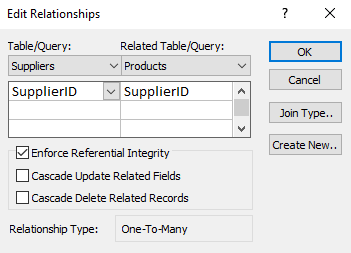 Edit Relationships ? ×
Table/Query: Related Table/Query:
Suppliers Products
SupplierID SupplierID
Enforce Referential Integrity
Cascade Update Related Fields
Cascade Delete Related Records
Relationship Type: One-To-Many
OK
Cancel
Join Type..
Create New..